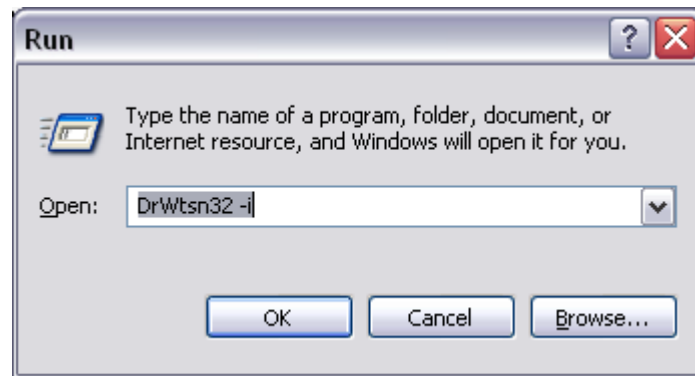 Run
Type the name of a program, folder, document, or
Internet resource, and Windows will open it for you.
Open: DrWtsn32 -i
OK Cancel Browse...